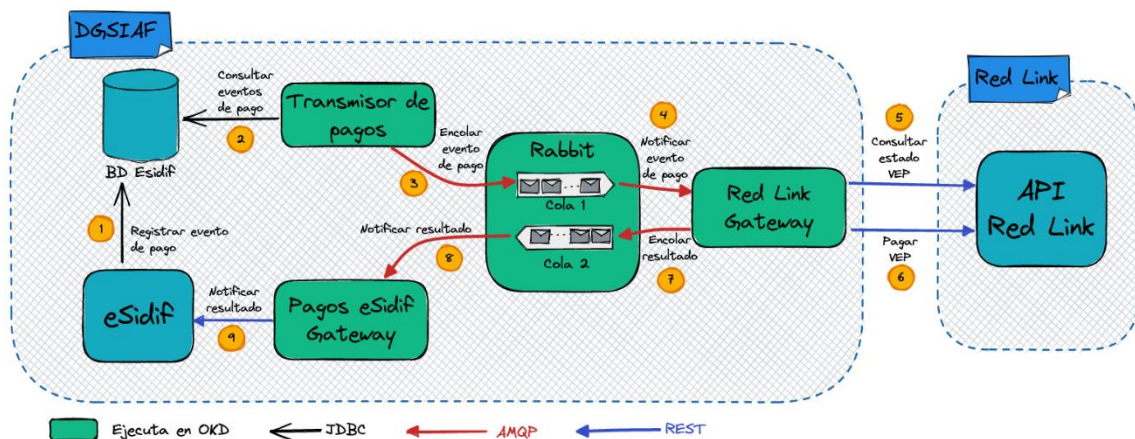 DGSIAF
Red Link
Consultar
eventos
de pago
2
Transmisor de
pagos
BD Esidif
Encolar
evento
de pago
3
Rabbit
Cola 1
Cola 2
4
Notificar
evento
de pago
Red Link
Gateway
5
Consultar
estado
VEP
API
Red Link
Pagar
VEP
6
Encolar
resultado
7
Notificar resultado
8
1
Registrar evento
de pago
eSidif
Notificar
resultado
9
Pagos eSidif
Gateway
Ejecuta en OKD
JDBC
AMQP
REST